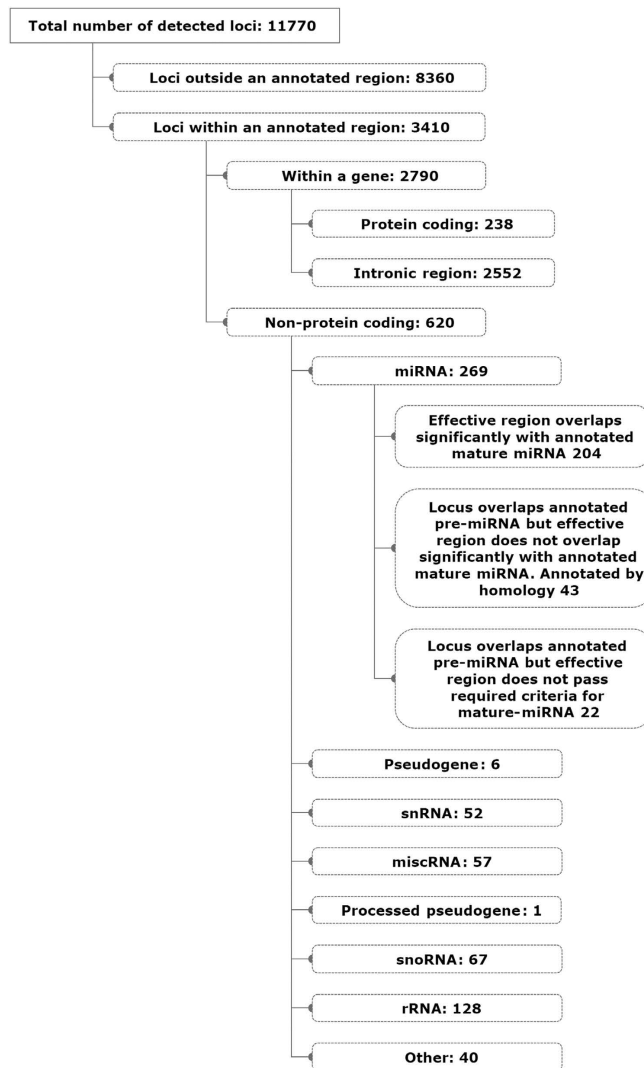 Total number of detected loci: 11770
Loci outside an annotated region: 8360
Loci within an annotated region: 3410
Within a gene: 2790
Protein coding: 238
Intronic region: 2552
Non-protein coding: 620
miRNA: 269
Effective region overlaps
significantly with annotated
mature miRNA 204
Locus overlaps annotated
pre-miRNA but effective
region does not overlap
significantly with annotated
mature miRNA. Annotated by
homology 43
Locus overlaps annotated
pre-miRNA but effective
region does not pass
required criteria for
mature-miRNA 22
Pseudogene: 6
snRNA: 52
miscRNA: 57
Processed pseudogene: 1
snoRNA: 67
rRNA: 128
Other: 40